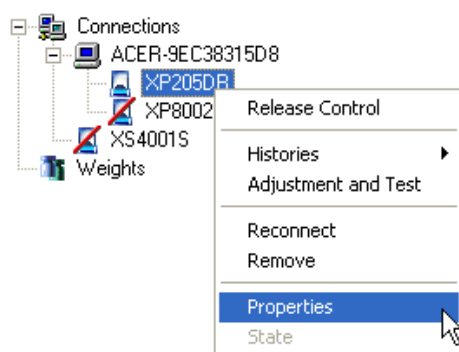 Connections
ACER-9EC38315D8
XP205DR
XP8002
XS4001S
Weights
Release Control
Histories
Adjustment and Test
Reconnect
Remove
Properties
State